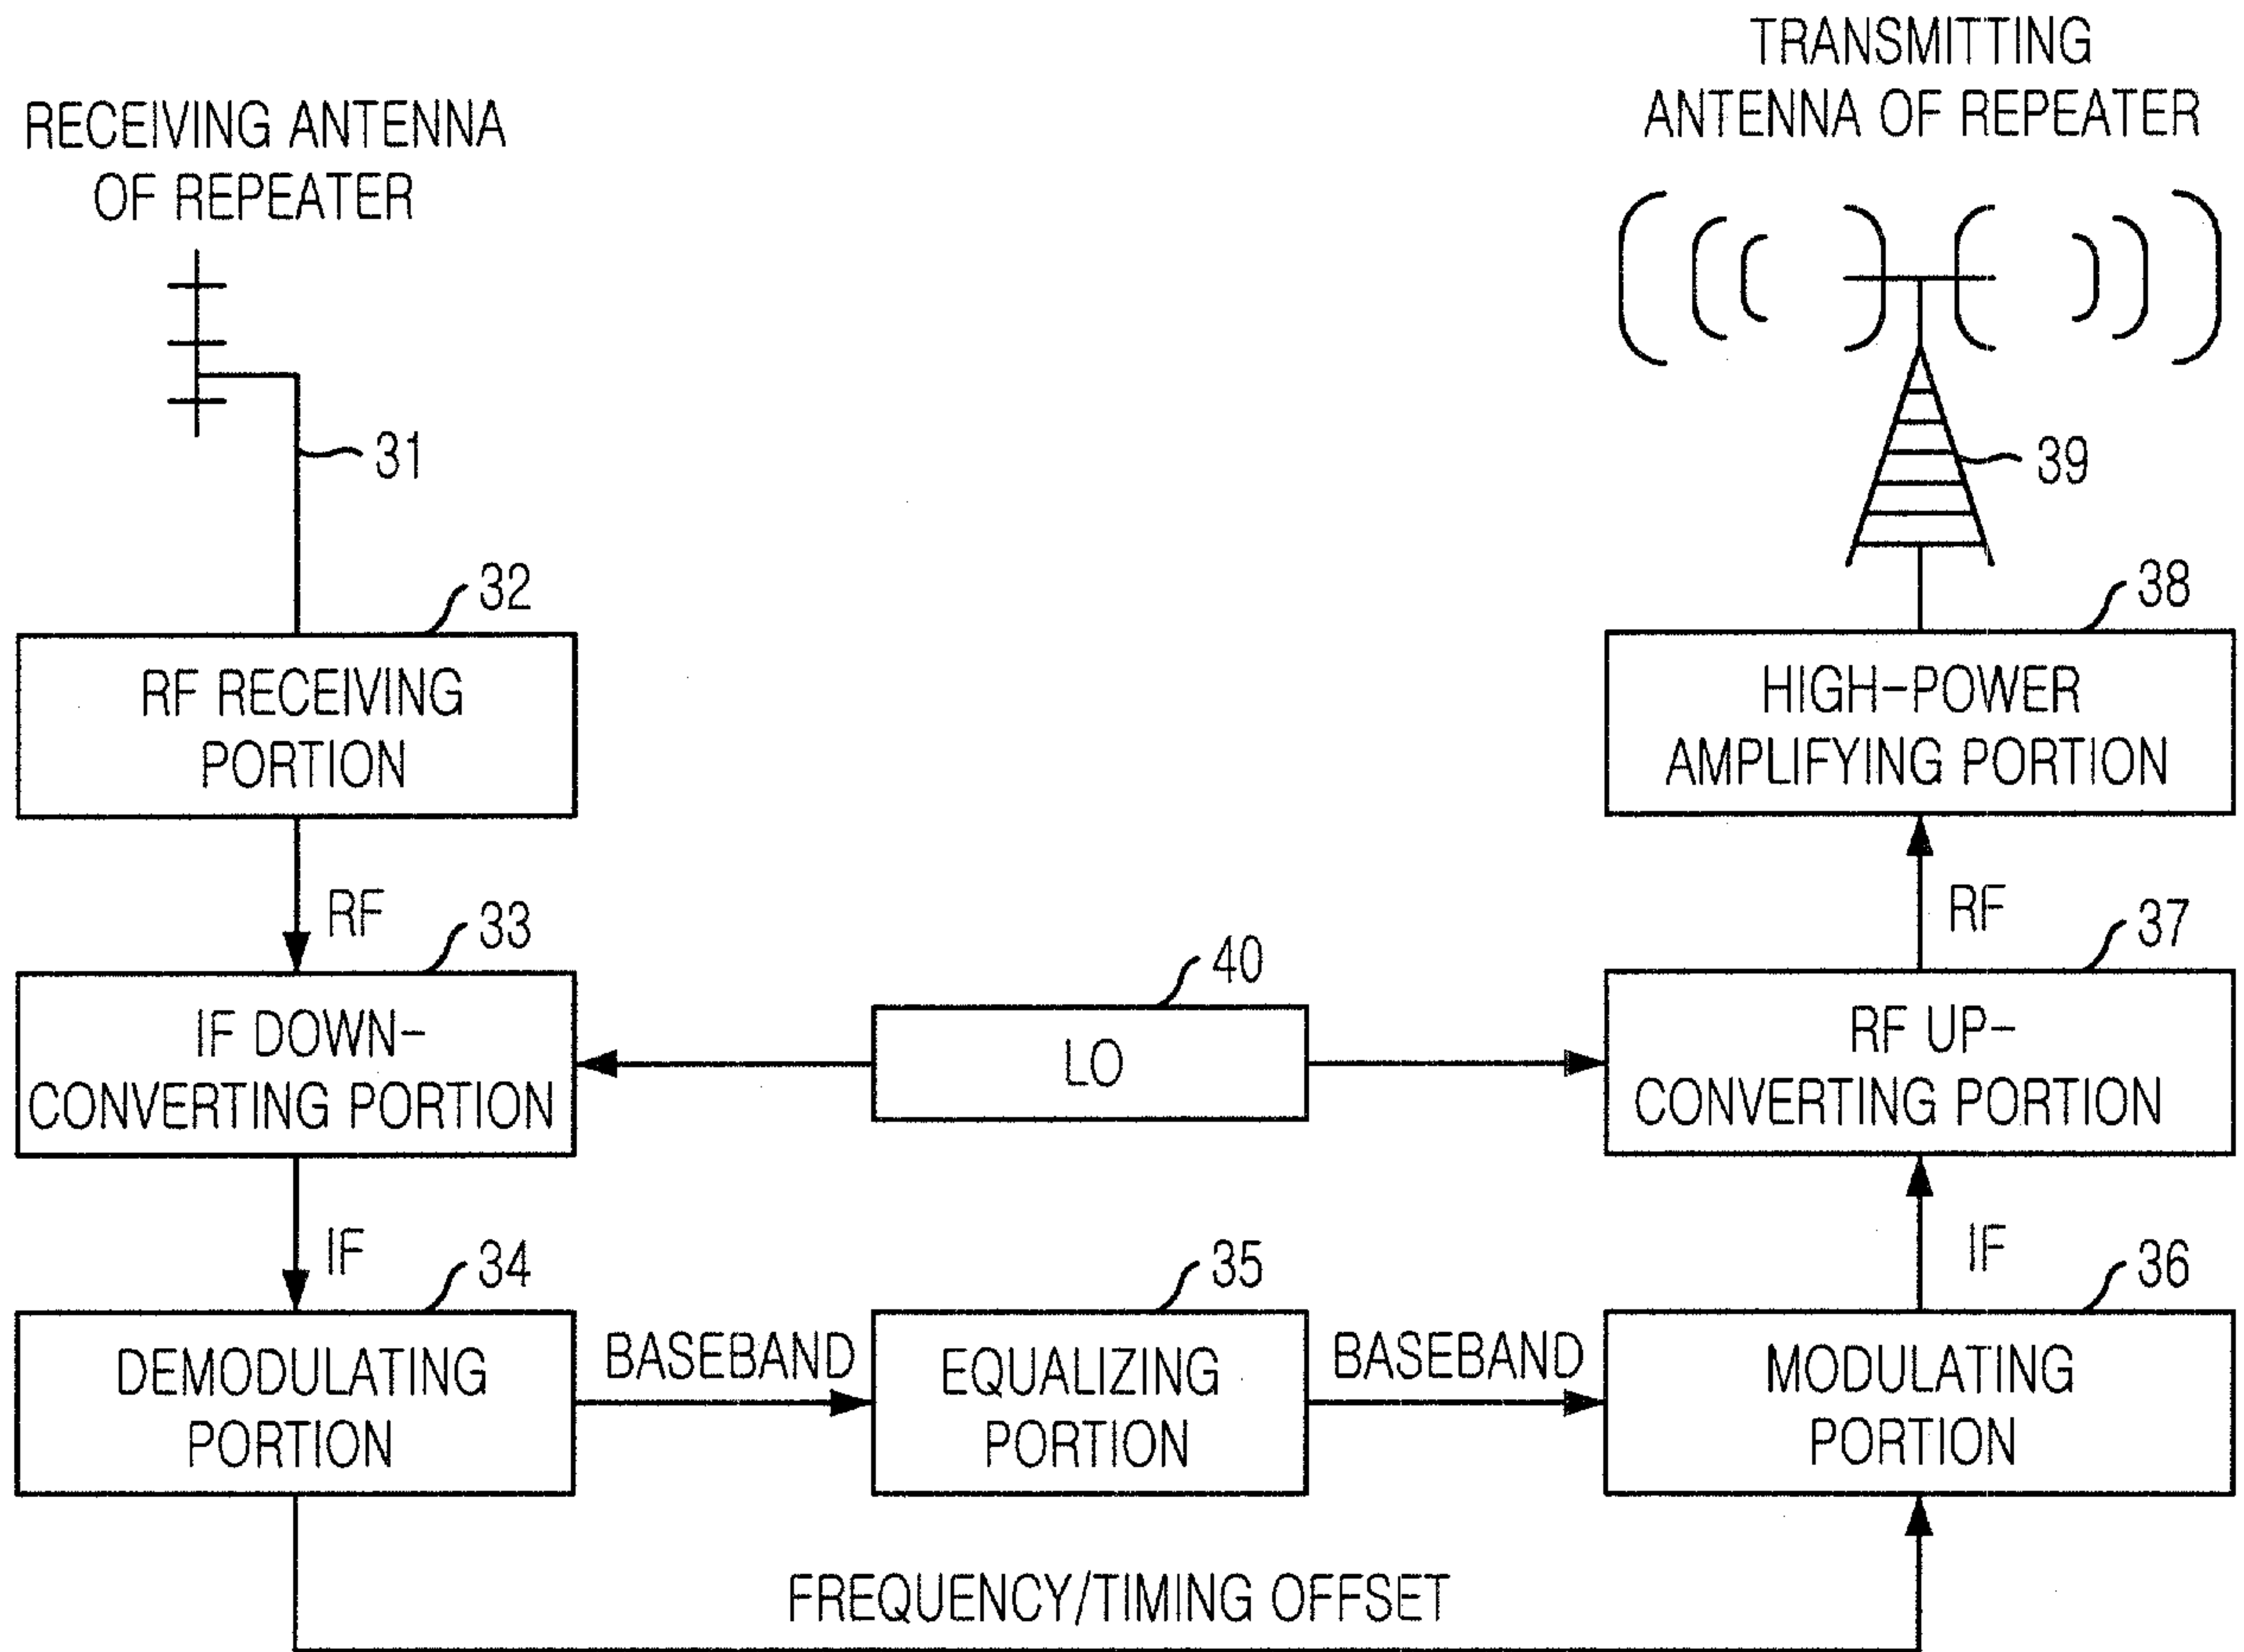 TRANSMITTING
ANTENNA OF REPEATER
RECEIVING ANTENNA
OF REPEATER
31
39
32
RF RECEIVING
PORTION
38
HIGH-POWER
AMPLIFYING PORTION
RF
RF
33
IF DOWN-
CONVERTING PORTION
40
LO
37
RF UP-
CONVERTING PORTION
IF
IF
34
DEMODULATING
PORTION
BASEBAND
35
EQUALIZING
PORTION
BASEBAND
36
MODULATING
PORTION
FREQUENCY/TIMING OFFSET